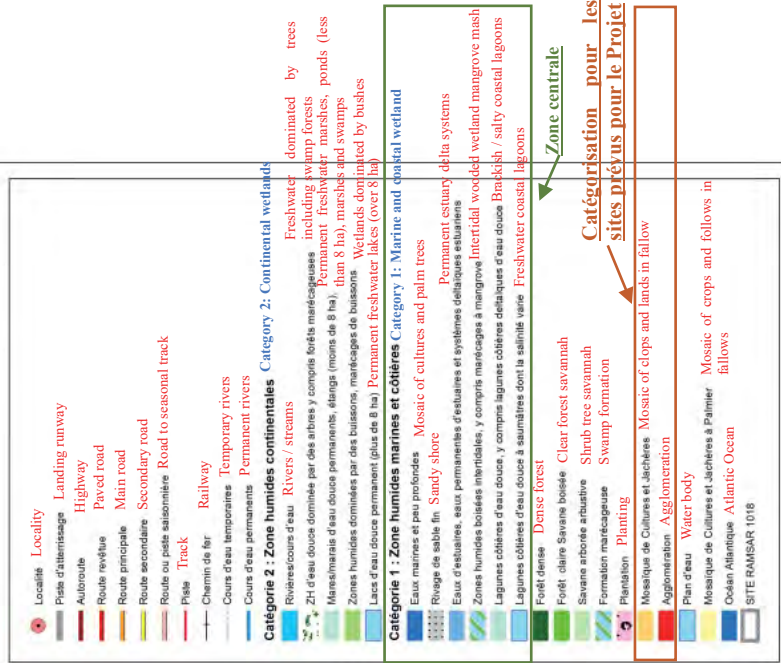 Localité Locality
Piste d'atterrissage Landing runway
Autoroute Highway
Route revêtue Paved road
Route principale Main road
Route secondaire Secondary road
Route ou piste saisonnière Road to seasonal track
Piste Track
Chemin de fer Railway
Cours d'eau temporaires Temporary rivers
Cours d'eau permanents Permanent rivers
Catégorie 2 : Zone humides continentales Category 2: Continental wetlands
Rivières/cours d'eau Rivers / streams
ZH d'eau douce dominée par des arbres y compris forêts marécageuses Freshwater dominated by trees
including swamp forests
Mares/marais d'eau douce permanents, étangs (moins de 8 ha) Permanent freshwater marshes, ponds (less
than 8 ha), marshes and swamps
Zones humides dominées par des buissons, marécages de buissons Wetlands dominated by bushes
Lacs d'eau douce permanent (plus de 8 ha) Permanent freshwater lakes (over 8 ha)
Catégorie 1 : Zone humides marines et côtières Category 1: Marine and coastal wetland
Eaux marines et peu profondes Mosaic of cultures and palm trees
Rivage de sable fin Sandy shore
Eaux d'estuaires, eaux permanentes d'estuaires et systèmes deltaïques estuariens Permanent estuary delta systems
Zones humides boisées intertidales, y compris marécages à mangrove Intertidal wooded wetland mangrove mash
Lagunes côtières d'eau douce, y compris lagunes côtières deltaïques d'eau douce Brackish / salty coastal lagoons
Lagunes côtières d'eau douce à saumâtres dont la salinité varie Freshwater coastal lagoons
Zone centrale
Forêt dense Dense forest
Forêt claire Savane boisée Clear forest savannah
Savane arborée arbustive Shrub tree savannah
Formation marécageuse Swamp formation
Plantation Planting
Catégorisation pour les
sites prévus pour le Projet
Mosaïque de Cultures et Jachères Mosaic of clops and lands in fallow
Agglomération Agglomeration
Plan d'eau Water body
Mosaïque de Cultures et Jachères à Palmier Mosaic of crops and follows in
fallows
Océan Atlantique Atlantic Ocean
SITE RAMSAR 1018